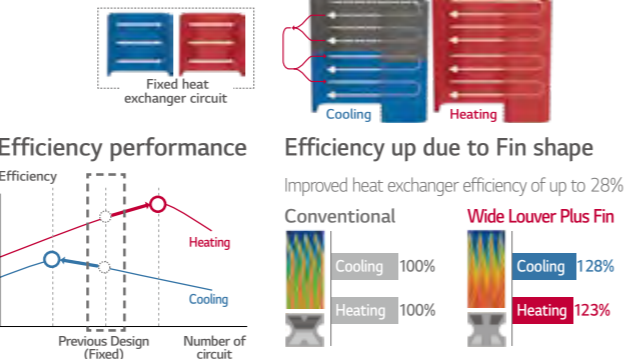 Fixed heat
exchanger circuit
Cooling
Heating
Efficiency performance
Efficiency
Heating
Cooling
Previous Design
(Fixed)
Number of
circuit
Efficiency up due to Fin shape
Improved heat exchanger efficiency of up to 28%
Conventional
Cooling 100%
Heating 100%
Wide Louver Plus Fin
Cooling 128%
Heating 123%